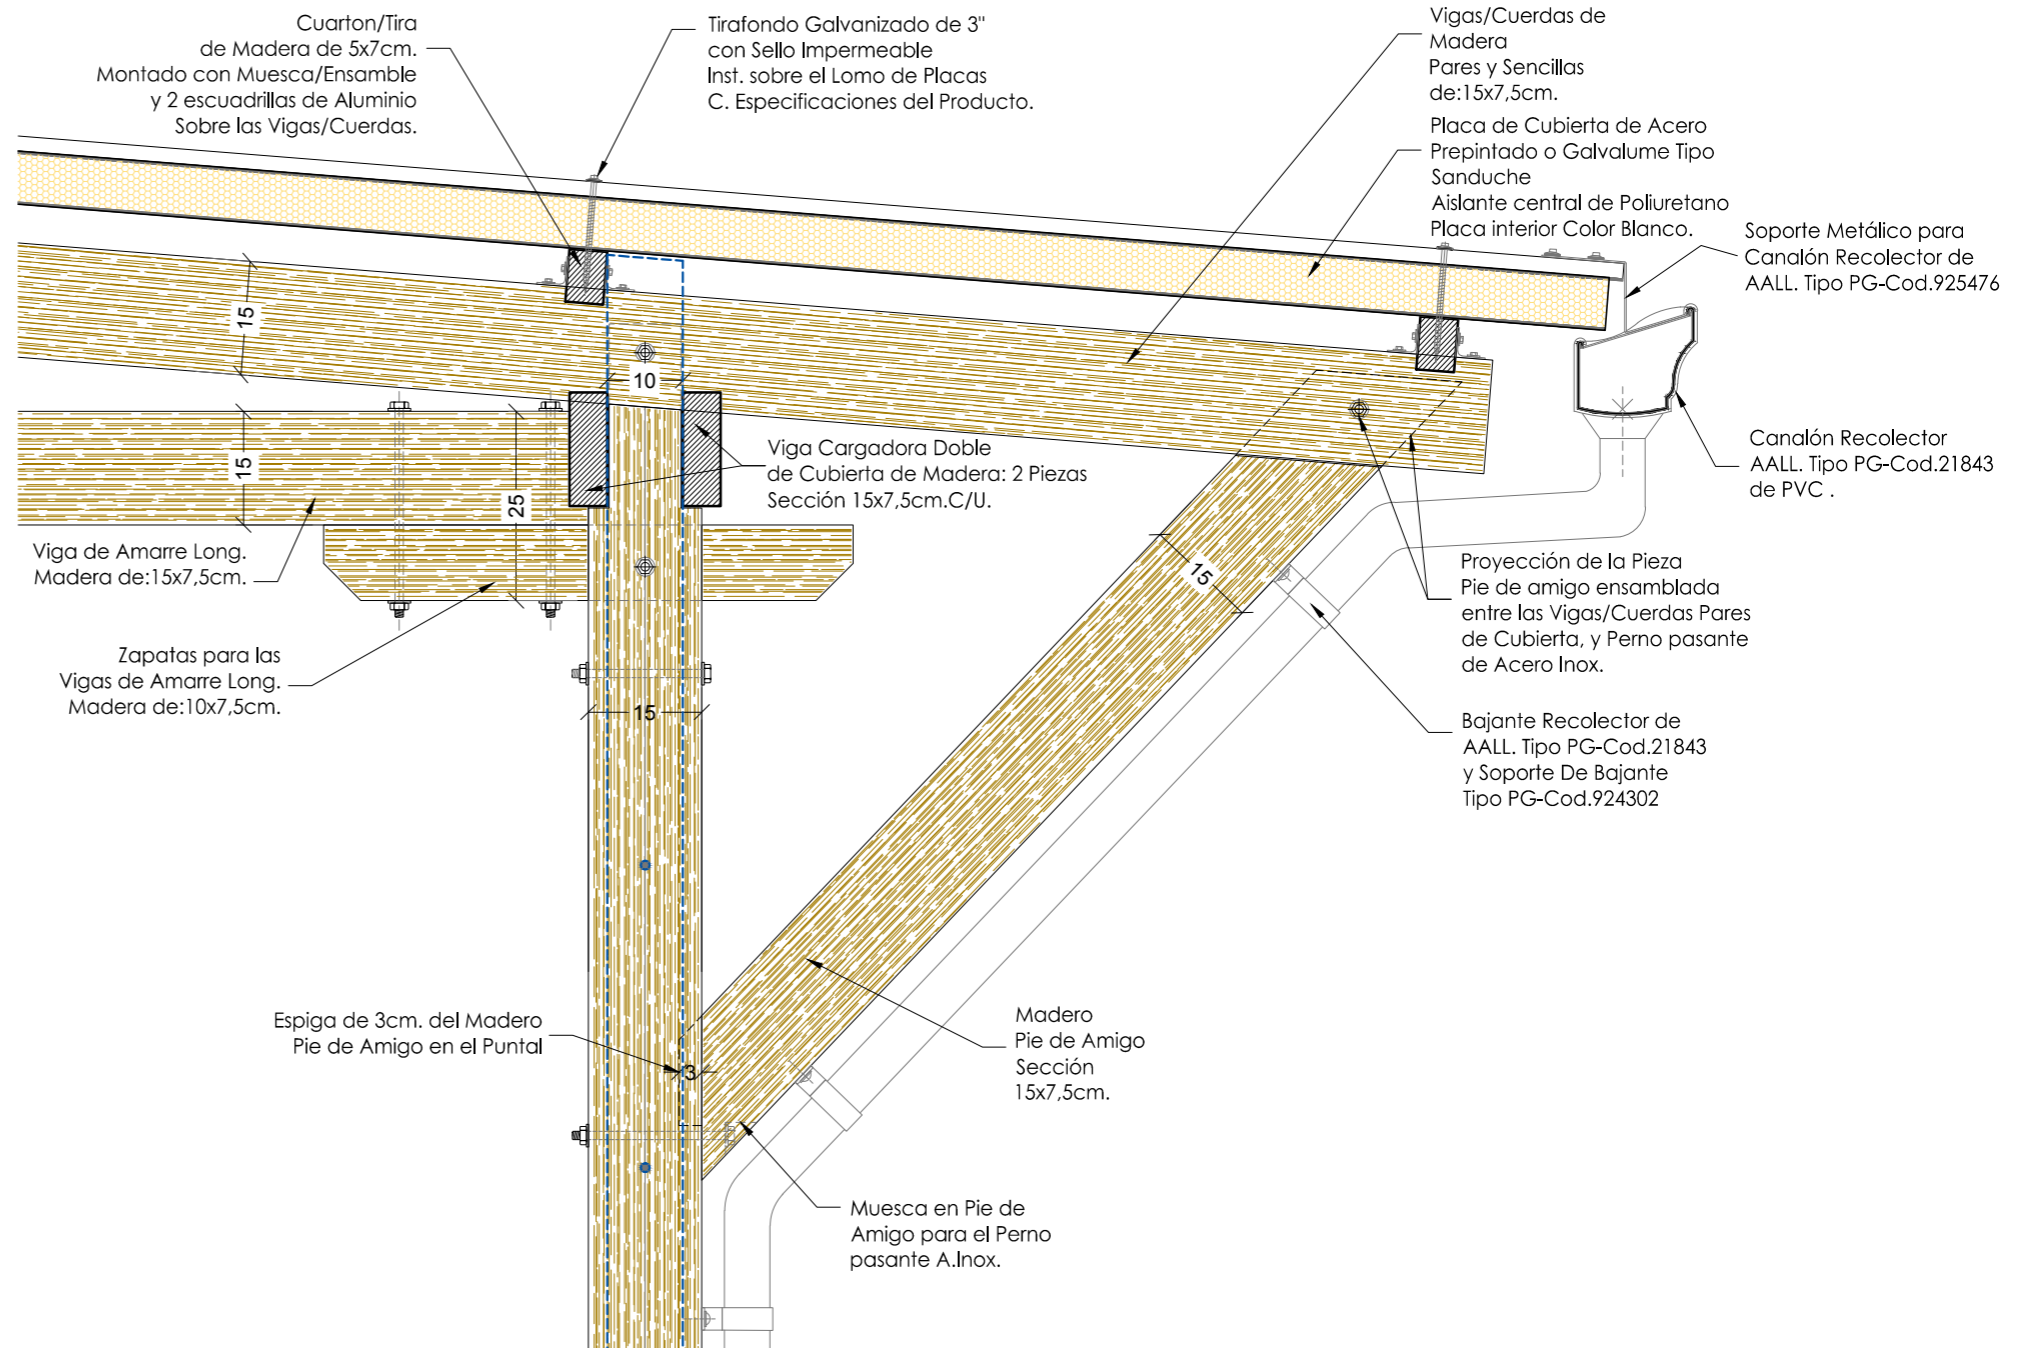 Cuarton/Tira
de Madera de 5x7cm.
Montado con Muesca/Ensamble
y 2 escuadrillas de Aluminio
Sobre las Vigas/Cuerdas.
Tirafondo Galvanizado de 3"
con Sello Impermeable
Inst. sobre el Lomo de Placas
C. Especificaciones del Producto.
Vigas/Cuerdas de
Madera
Pares y Sencillas
de:15x7,5cm.
Placa de Cubierta de Acero
Prepintado o Galvalume Tipo
Sanduche
Aislante central de Poliuretano
Placa interior Color Blanco.
Soporte Metálico para
Canalón Recolector de
AALL. Tipo PG-Cod.925476
15
10
15
25
Viga Cargadora Doble
de Cubierta de Madera: 2 Piezas
Sección 15x7,5cm.C/U.
Canalón Recolector
AALL. Tipo PG-Cod.21843
de PVC .
Viga de Amarre Long.
Madera de:15x7,5cm.
15
Proyección de la Pieza
Pie de amigo ensamblada
entre las Vigas/Cuerdas Pares
de Cubierta, y Perno pasante
de Acero Inox.
Zapatas para las
Vigas de Amarre Long.
Madera de:10x7,5cm.
15
Bajante Recolector de
AALL. Tipo PG-Cod.21843
y Soporte De Bajante
Tipo PG-Cod.924302
Espiga de 3cm. del Madero
Pie de Amigo en el Puntal
3
Madero
Pie de Amigo
Sección
15x7,5cm.
Muesca en Pie de
Amigo para el Perno
pasante A.Inox.